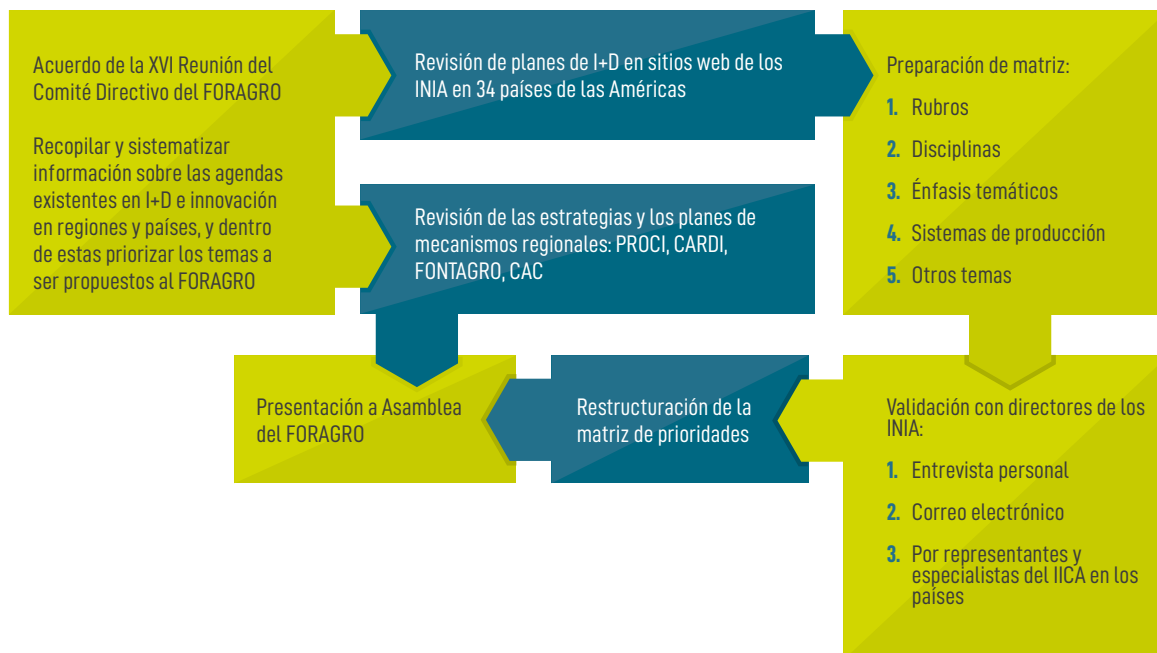 Acuerdo de la XVI Reunión del
Comité Directivo del FORAGRO
Recopilar y sistematizar
información sobre las agendas
existentes en I+D e innovación
en regiones y países, y dentro
de estas priorizar los temas a
ser propuestos al FORAGRO
Revisión de planes de I+D en sitios web de los
INIA en 34 países de las Américas
Revisión de las estrategias y los planes de
mecanismos regionales: PROCI, CARDI,
FONTAGRO, CAC
Preparación de matriz:
1. Rubros
2. Disciplinas
3. Énfasis temáticos
4. Sistemas de producción
5. Otros temas
Validación con directores de los
INIA:
1. Entrevista personal
2. Correo electrónico
3. Por representantes y
especialistas del IICA en los
países
Restructuración de la
matriz de prioridades
Presentación a Asamblea
del FORAGRO